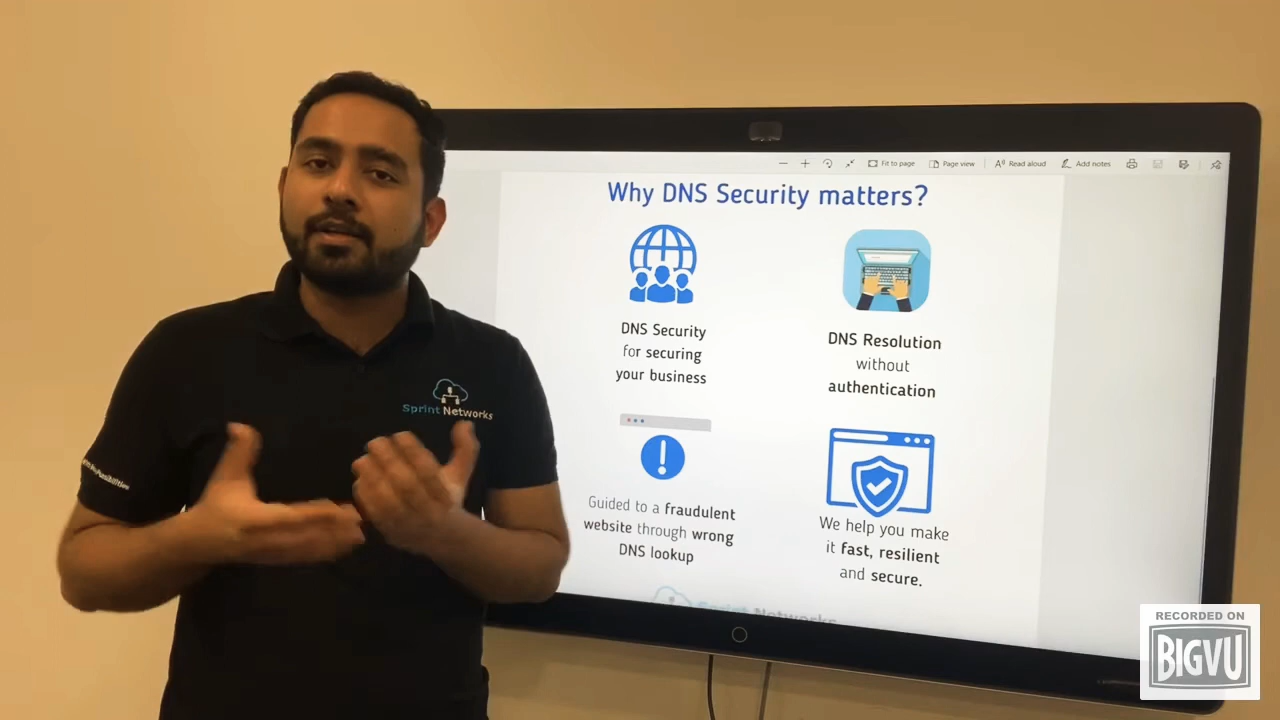 Fit to page
Page view
Read aloud
Add notes
Why DNS Security matters?
DNS Security
for securing
your business
DNS Resolution
without
authentication
Guided to a fraudulent
website through wrong
DNS lookup
We help you make
it fast, resilient
and secure.
Sprint Networks
Sprint Networks
RECORDED ON
BIGVU